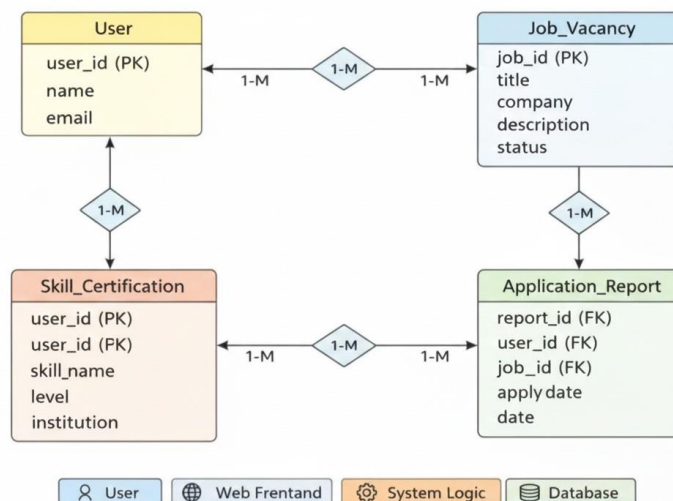 User
user_id (PK)
name
email
1-M
1-M
1-M
Job_Vacancy
job_id (PK)
title
company
description
status
1-M
1-M
Skill_Certification
user_id (PK)
user_id (PK)
skill_name
level
institution
1-M
1-M
1-M
Application_Report
report_id (FK)
user_id (FK)
job_id (FK)
apply date
date
User
Web Frentand
System Logic
Database